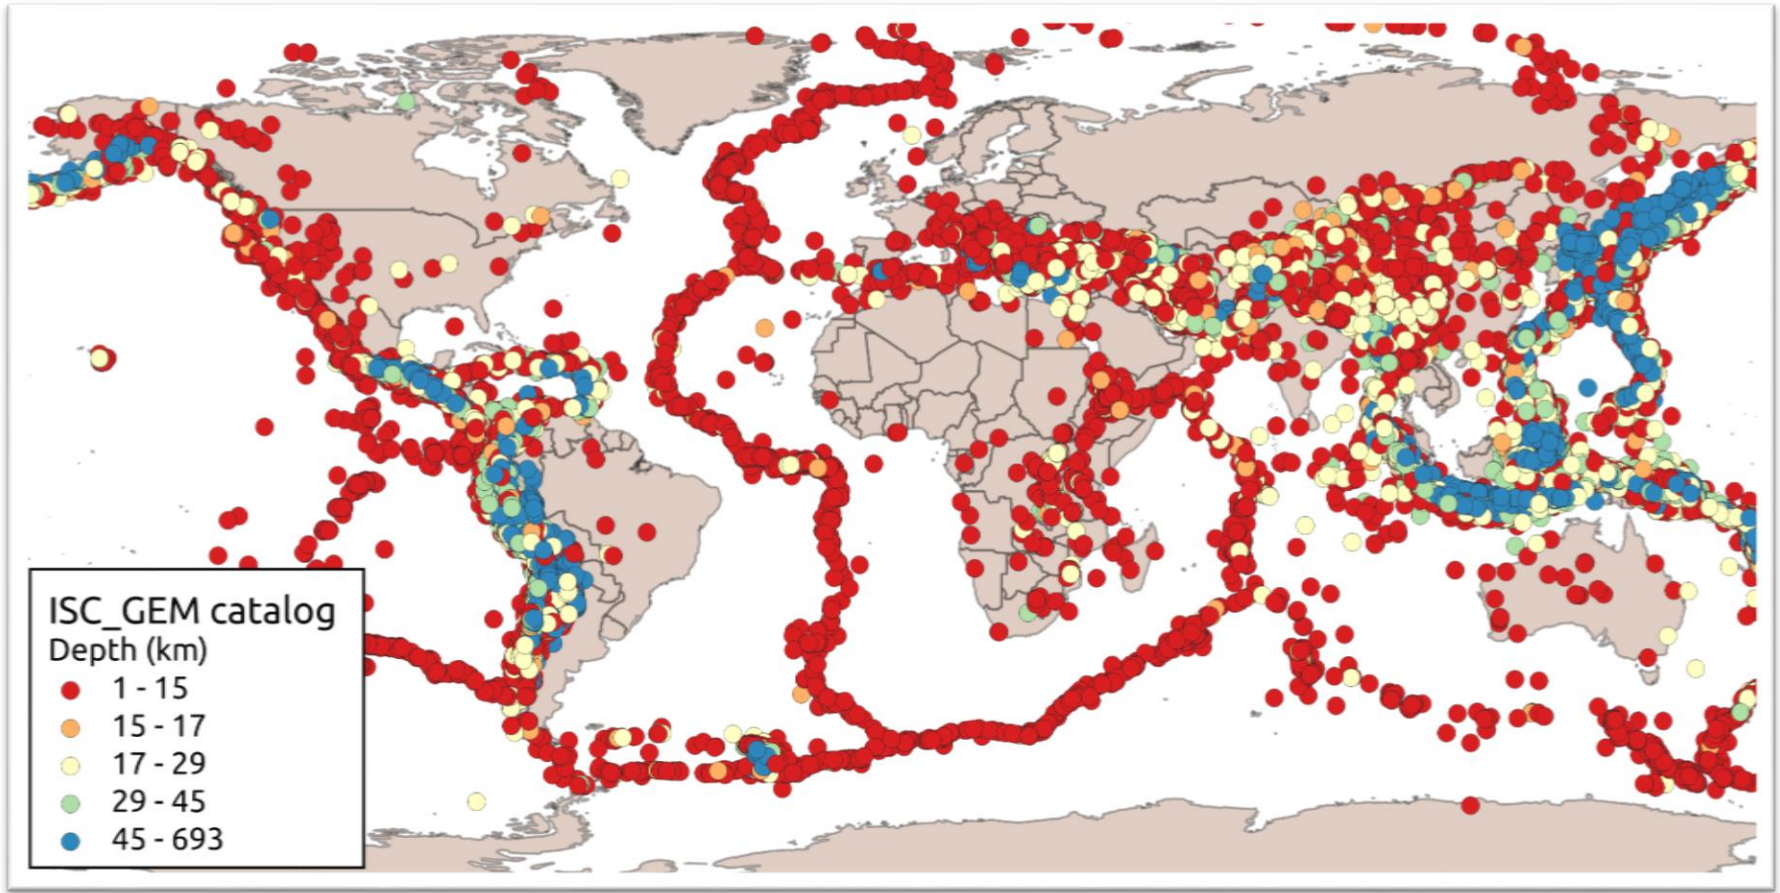 ISC_GEM catalog
Depth (km)
1 - 15
15 - 17
17 - 29
29 - 45
45 - 693